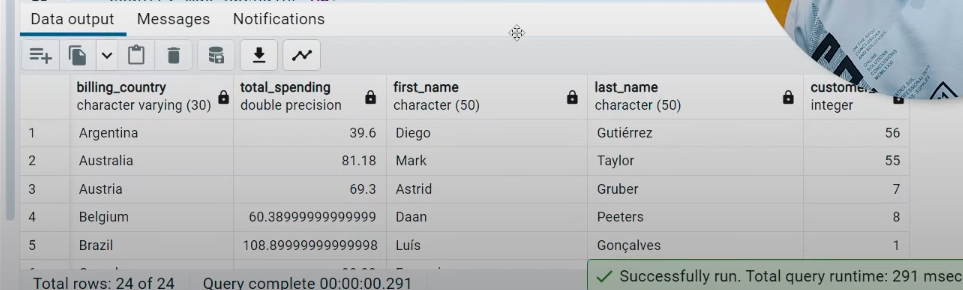 Data output Messages Notifications
billing_country total_spending first_name last_name customer_
character varying (30) double precision character (50) character (50) integer
1 Argentina 39.6 Diego Gutiérrez 56
2 Australia 81.18 Mark Taylor 55
3 Austria 69.3 Astrid Gruber 7
4 Belgium 60.38999999999999 Daan Peeters 8
5 Brazil 108.89999999999998 Luís Gonçalves 1
Total rows: 24 of 24 Query complete 00:00:00.291
Successfully run. Total query runtime: 291 msec